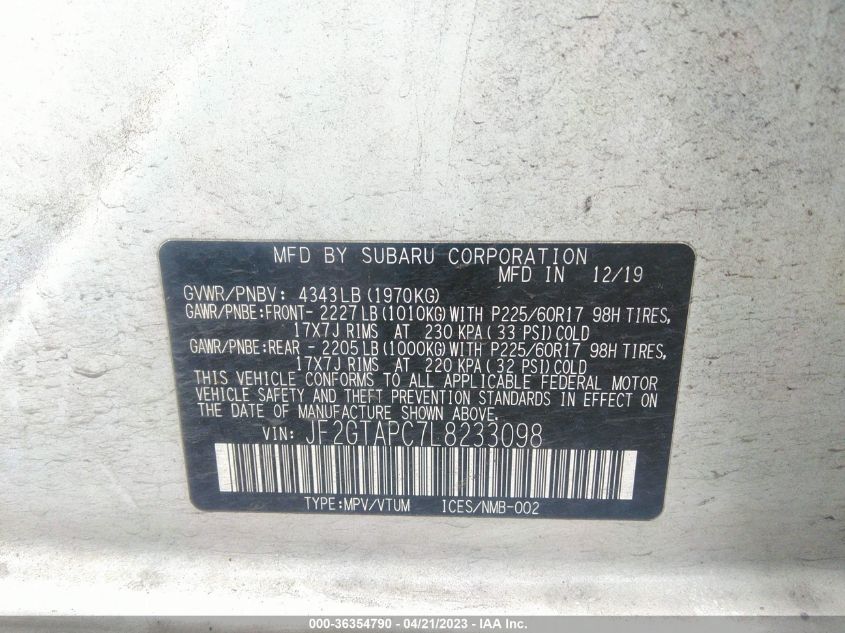 MFD BY SUBARU CORPORATION
MFD IN 12/19
GVWR/PNBV: 4343LB (1970KG)
GAWR/PNBE:FRONT- 2227 LB (1010KG) WITH P225/60R17 98H TIRES,
17X7J RIMS AT 230 KPA ( 33 PSI) COLD
GAWR/PNBE:REAR - 2205 LB (1000KG) WITH P225/60R17 98H TIRES,
17X7J RIMS AT 220 KPA ( 32 PSI) COLD
THIS VEHICLE CONFORMS TO ALL APPLICABLE FEDERAL MOTOR
VEHICLE SAFETY AND THEFT PREVENTION STANDARDS IN EFFECT ON
THE DATE OF MANUFACTURE SHOWN ABOVE.
VIN: JF2GTAPC7L8233098
TYPE:MPV/VTUM ICES/NMB-002
000-36354790 - 04/21/2023 - IAA Inc.